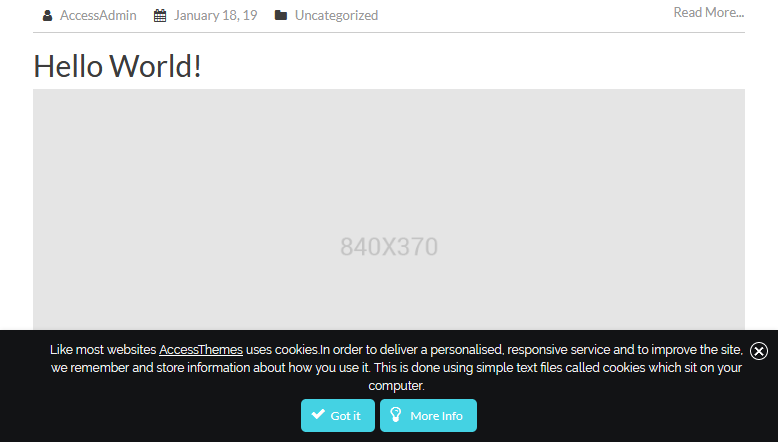 AccessAdmin January 18, 19 Uncategorized Read More...
Hello World!
840X370
Like most websites AccessThemes uses cookies.In order to deliver a personalised, responsive service and to improve the site,
we remember and store information about how you use it. This is done using simple text files called cookies which sit on your
computer.
Got it More Info